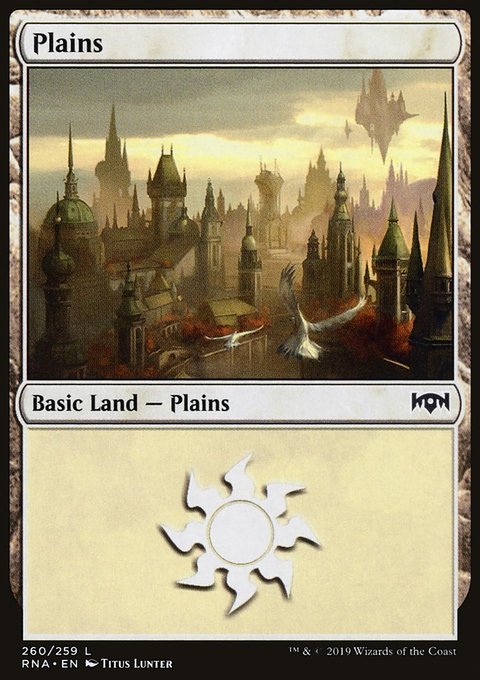 Plains
Basic Land — Plains
260/259 L
RNA • EN Titus Lunter
™ & © 2019 Wizards of the Coast